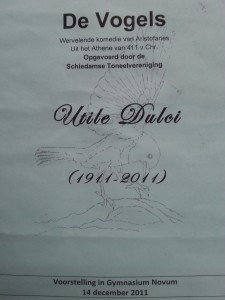 De Vogels
Wervelende komedie van Aristofanes
Uit het Athene van 411 v Chr.
Opgevoerd door de
Schiedamse Toneelvereniging
Utile Dulci
(1911-2011)
Voorstelling in Gymnasium Novum
14 december 2011